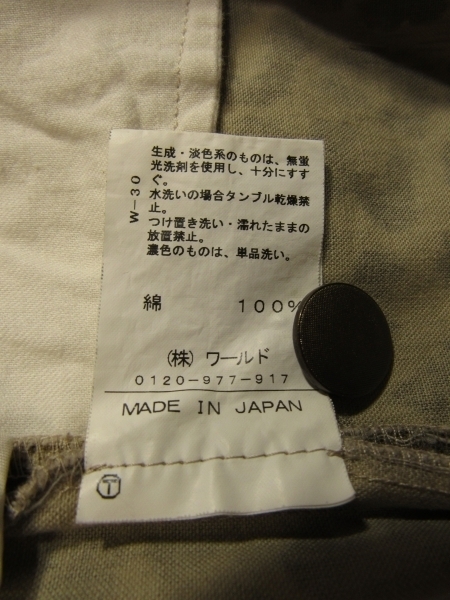 生成・淡色系のものは、無蛍
光洗剤を使用し、十分にすす
ぐ。
水洗いの場合タンブル乾燥禁
止。
つけ置き洗い・濡れたままの
放置禁止。
濃色のものは、単品洗い。
W-30
綿 100%
(株) ワールド
0120-977-917
MADE IN JAPAN
T